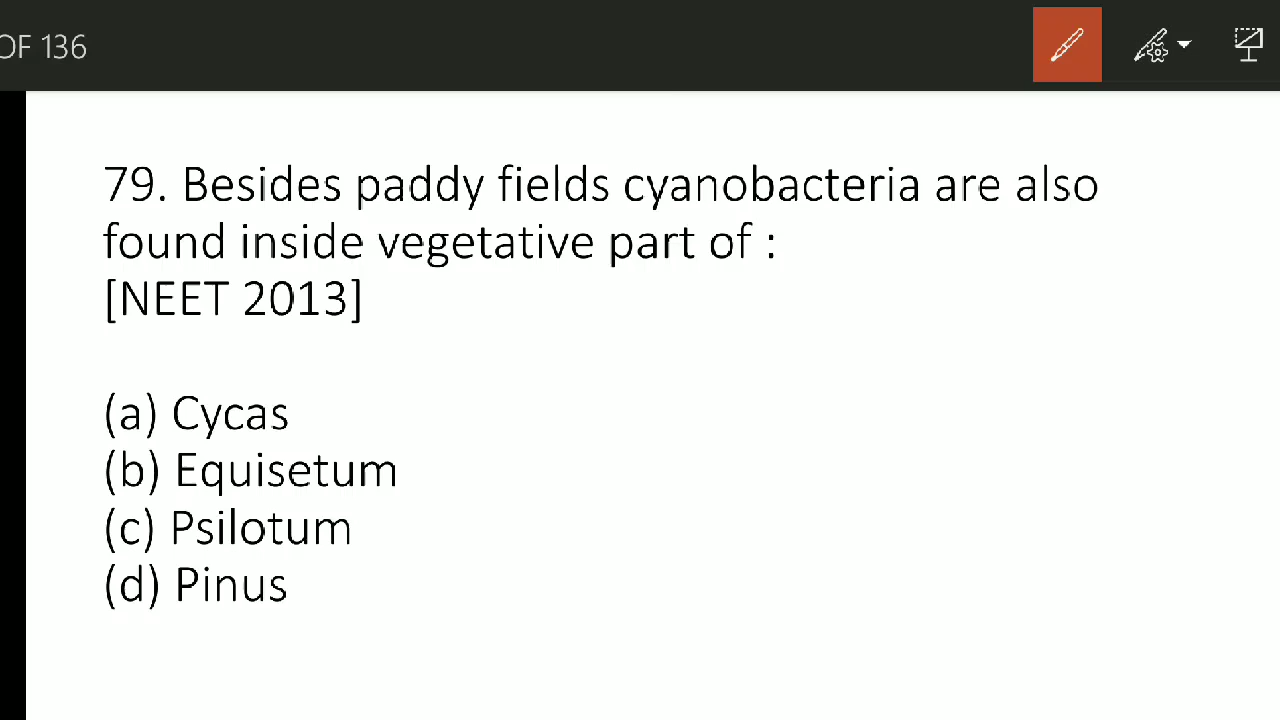 OF 136
79. Besides paddy fields cyanobacteria are also
found inside vegetative part of :
[NEET 2013]
(a) Cycas
(b) Equisetum
(c) Psilotum
(d) Pinus